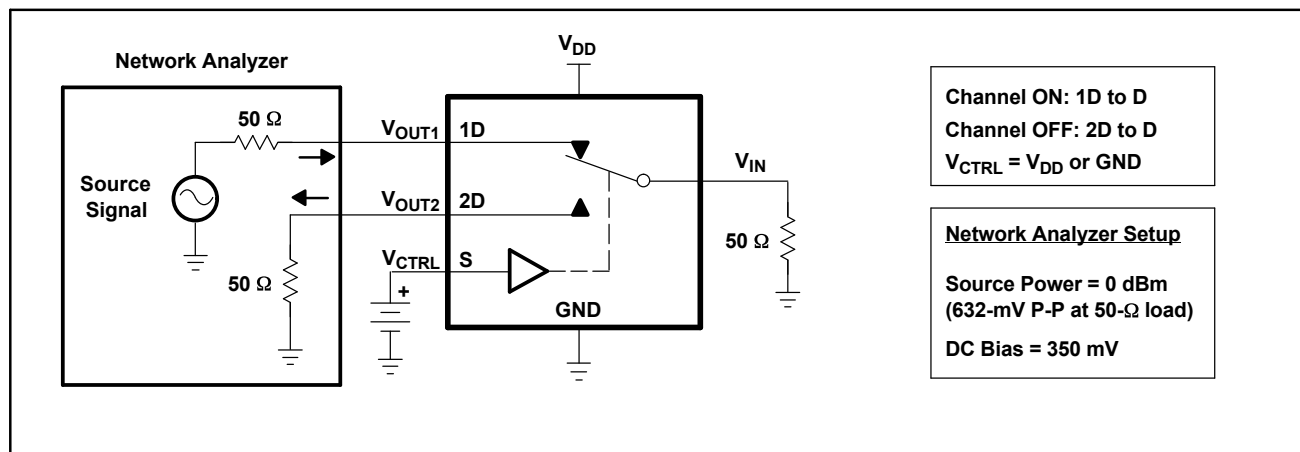 V_DD
Network Analyzer
50 Ω
V_OUT1 1D
V_IN
Source
Signal
V_OUT2 2D
50 Ω
50 Ω
V_CTRL S
+
GND
Channel ON: 1D to D
Channel OFF: 2D to D
V_CTRL = V_DD or GND
Network Analyzer Setup
Source Power = 0 dBm
(632-mV P-P at 50-Ω load)
DC Bias = 350 mV